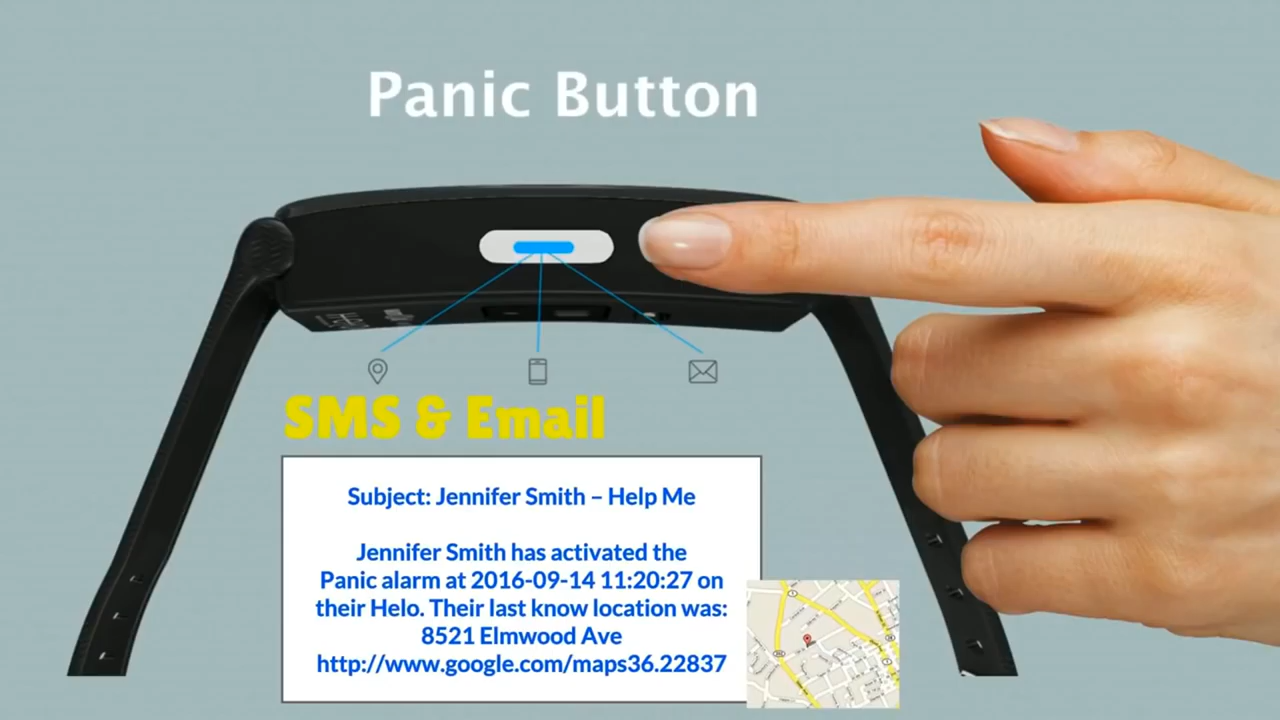 Panic Button
SMS & Email
Subject: Jennifer Smith – Help Me
Jennifer Smith has activated the
Panic alarm at 2016-09-14 11:20:27 on
their Helo. Their last know location was:
8521 Elmwood Ave
http://www.google.com/maps36.22837